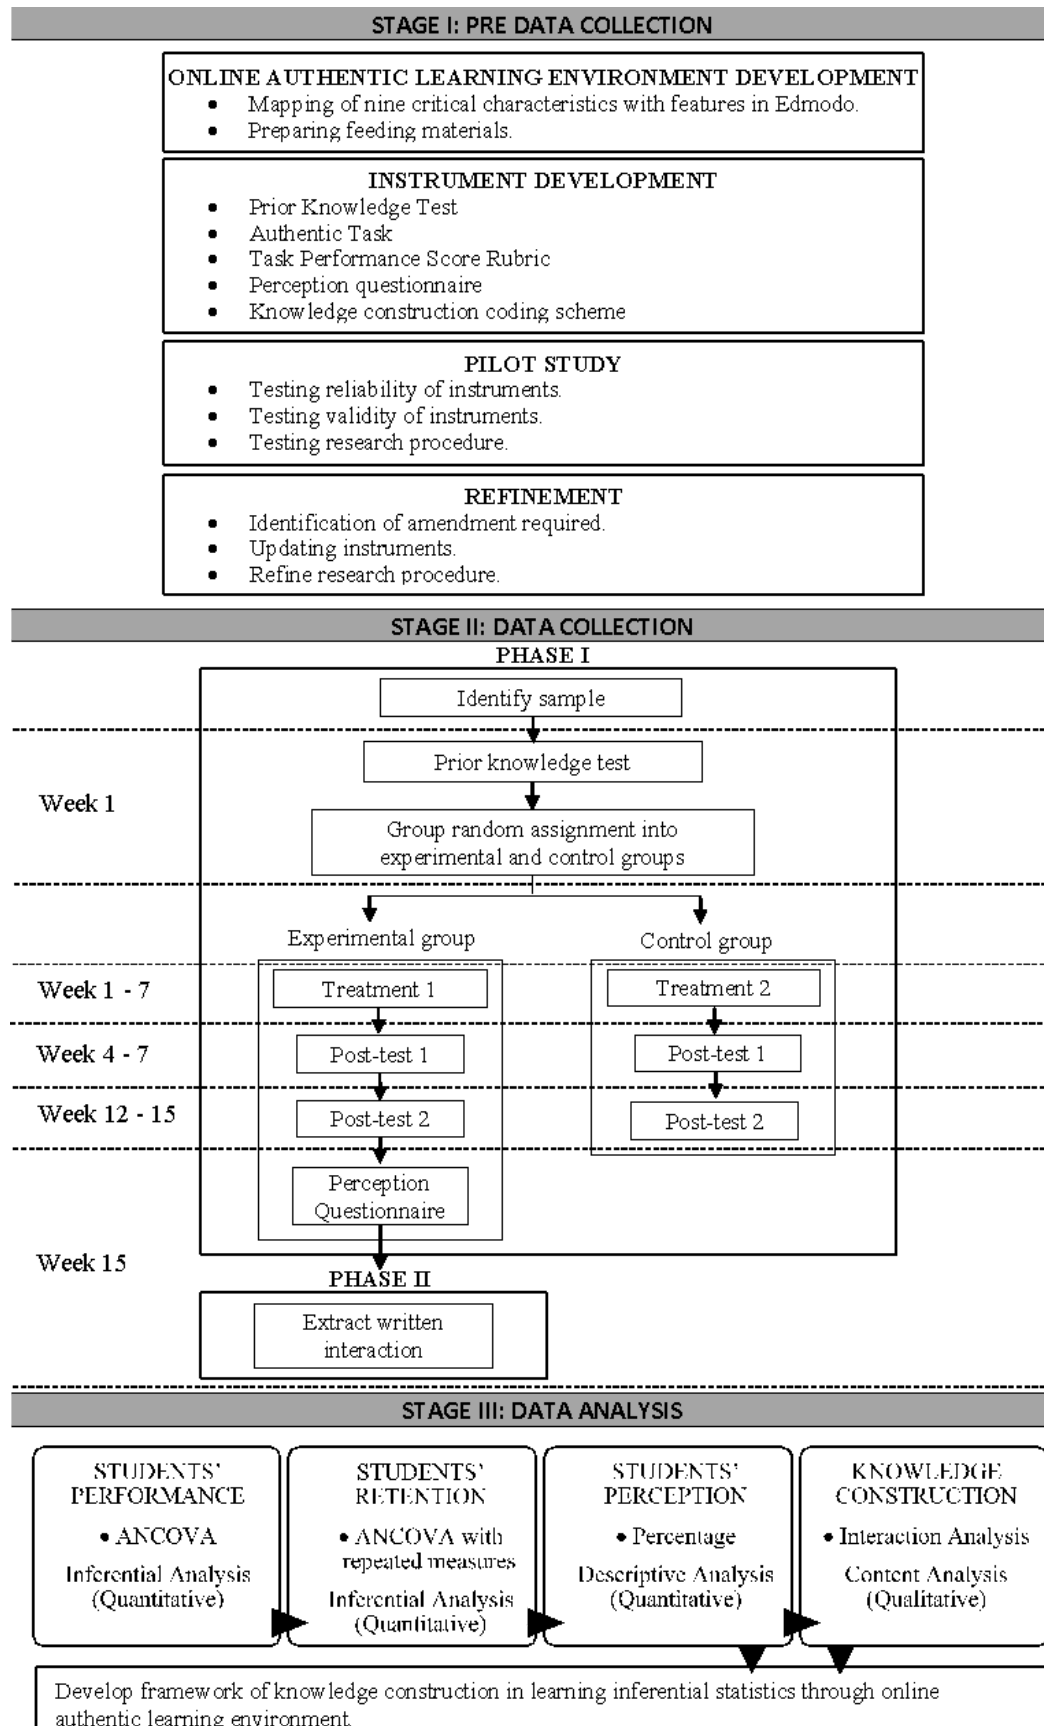 STAGE I: PRE DATA COLLECTION
ONLINE AUTHENTIC LEARNING ENVIRONMENT DEVELOPMENT
• Mapping of nine critical characteristics with features in Edmodo.
• Preparing feeding materials.
INSTRUMENT DEVELOPMENT
• Prior Knowledge Test
• Authentic Task
• Task Performance Score Rubric
• Perception questionnaire
• Knowledge construction coding scheme
PILOT STUDY
• Testing reliability of instruments.
• Testing validity of instruments.
• Testing research procedure.
REFINEMENT
• Identification of amendment required.
• Updating instruments.
• Refine research procedure.
STAGE II: DATA COLLECTION
PHASE I
Identify sample
Prior knowledge test
Week 1
Group random assignment into
experimental and control groups
Experimental group
Control group
Week 1 - 7
Treatment 1
Treatment 2
Week 4 - 7
Post-test 1
Post-test 1
Week 12 - 15
Post-test 2
Post-test 2
Perception
Questionnaire
Week 15
PHASE II
Extract written
interaction
STAGE III: DATA ANALYSIS
STUDENTS'
PERFORMANCE
• ANCOVA
Inferential Analysis
(Quantitative)
STUDENTS'
RETENTION
• ANCOVA with
repeated measures
Inferential Analysis
(Quantitative)
STUDENTS'
PERCEPTION
• Percentage
Descriptive Analysis
(Quantitative)
KNOWLEDGE
CONSTRUCTION
• Interaction Analysis
Content Analysis
(Qualitative)
Develop framework of knowledge construction in learning inferential statistics through online
authentic learning environment.